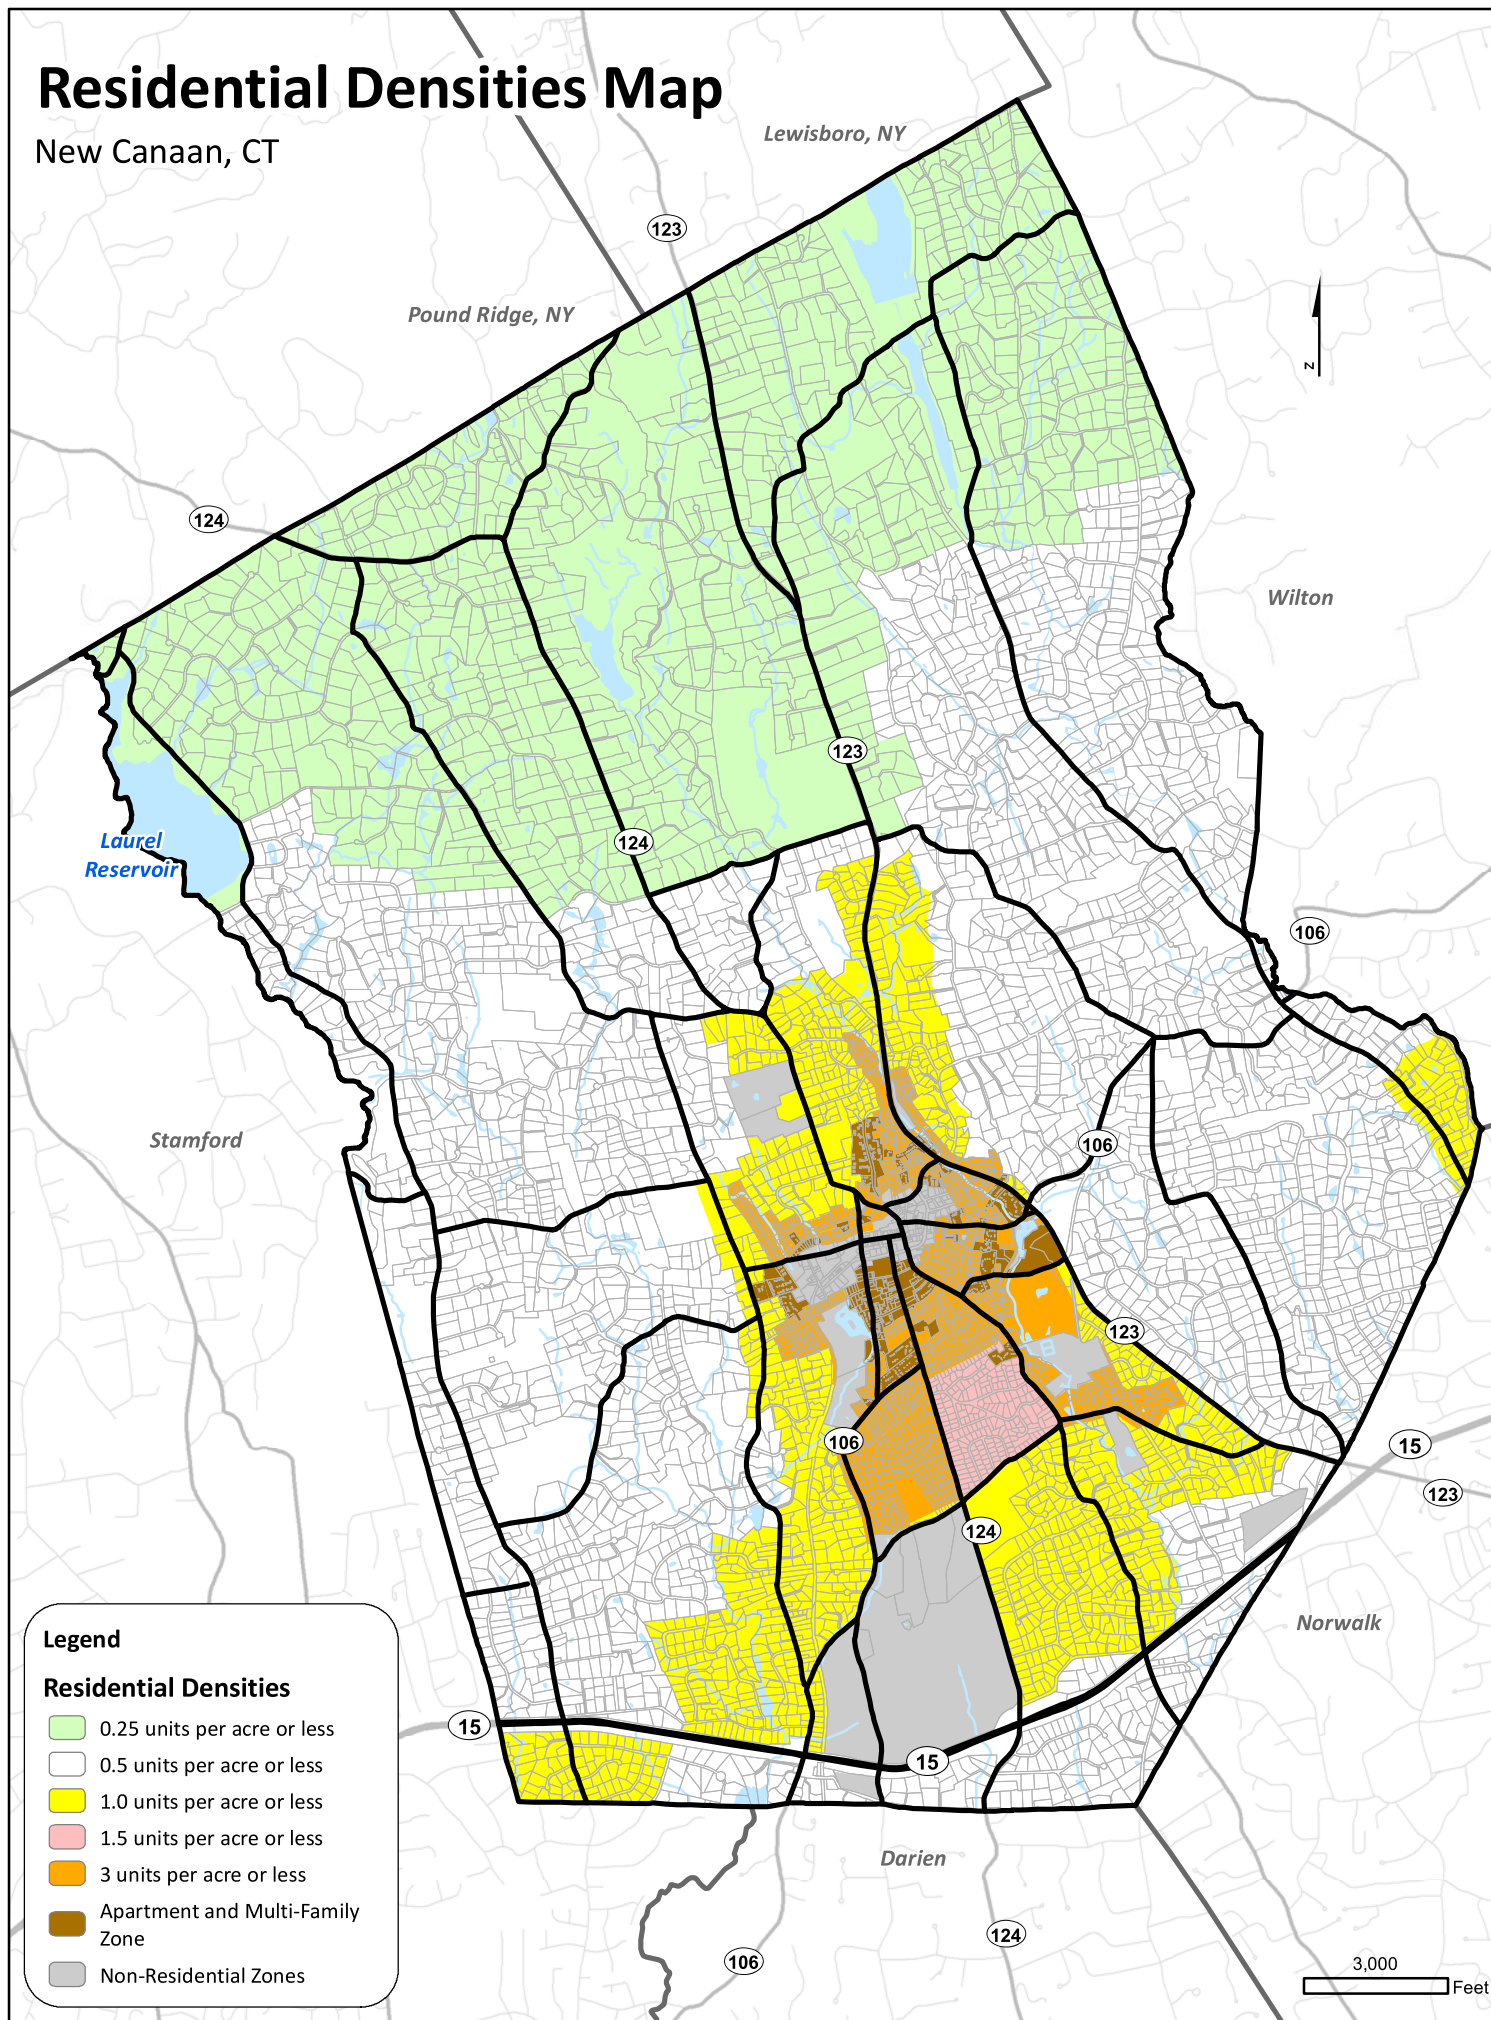 Residential Densities Map
New Canaan, CT
Lewisboro, NY
123
Pound Ridge, NY
N
124
Wilton
123
Laurel
Reservoir
124
106
Stamford
106
123
106
15
123
124
Norwalk
15
15
Darien
124
106
Legend
Residential Densities
0.25 units per acre or less
0.5 units per acre or less
1.0 units per acre or less
1.5 units per acre or less
3 units per acre or less
Apartment and Multi-Family
Zone
Non-Residential Zones
3,000
Feet